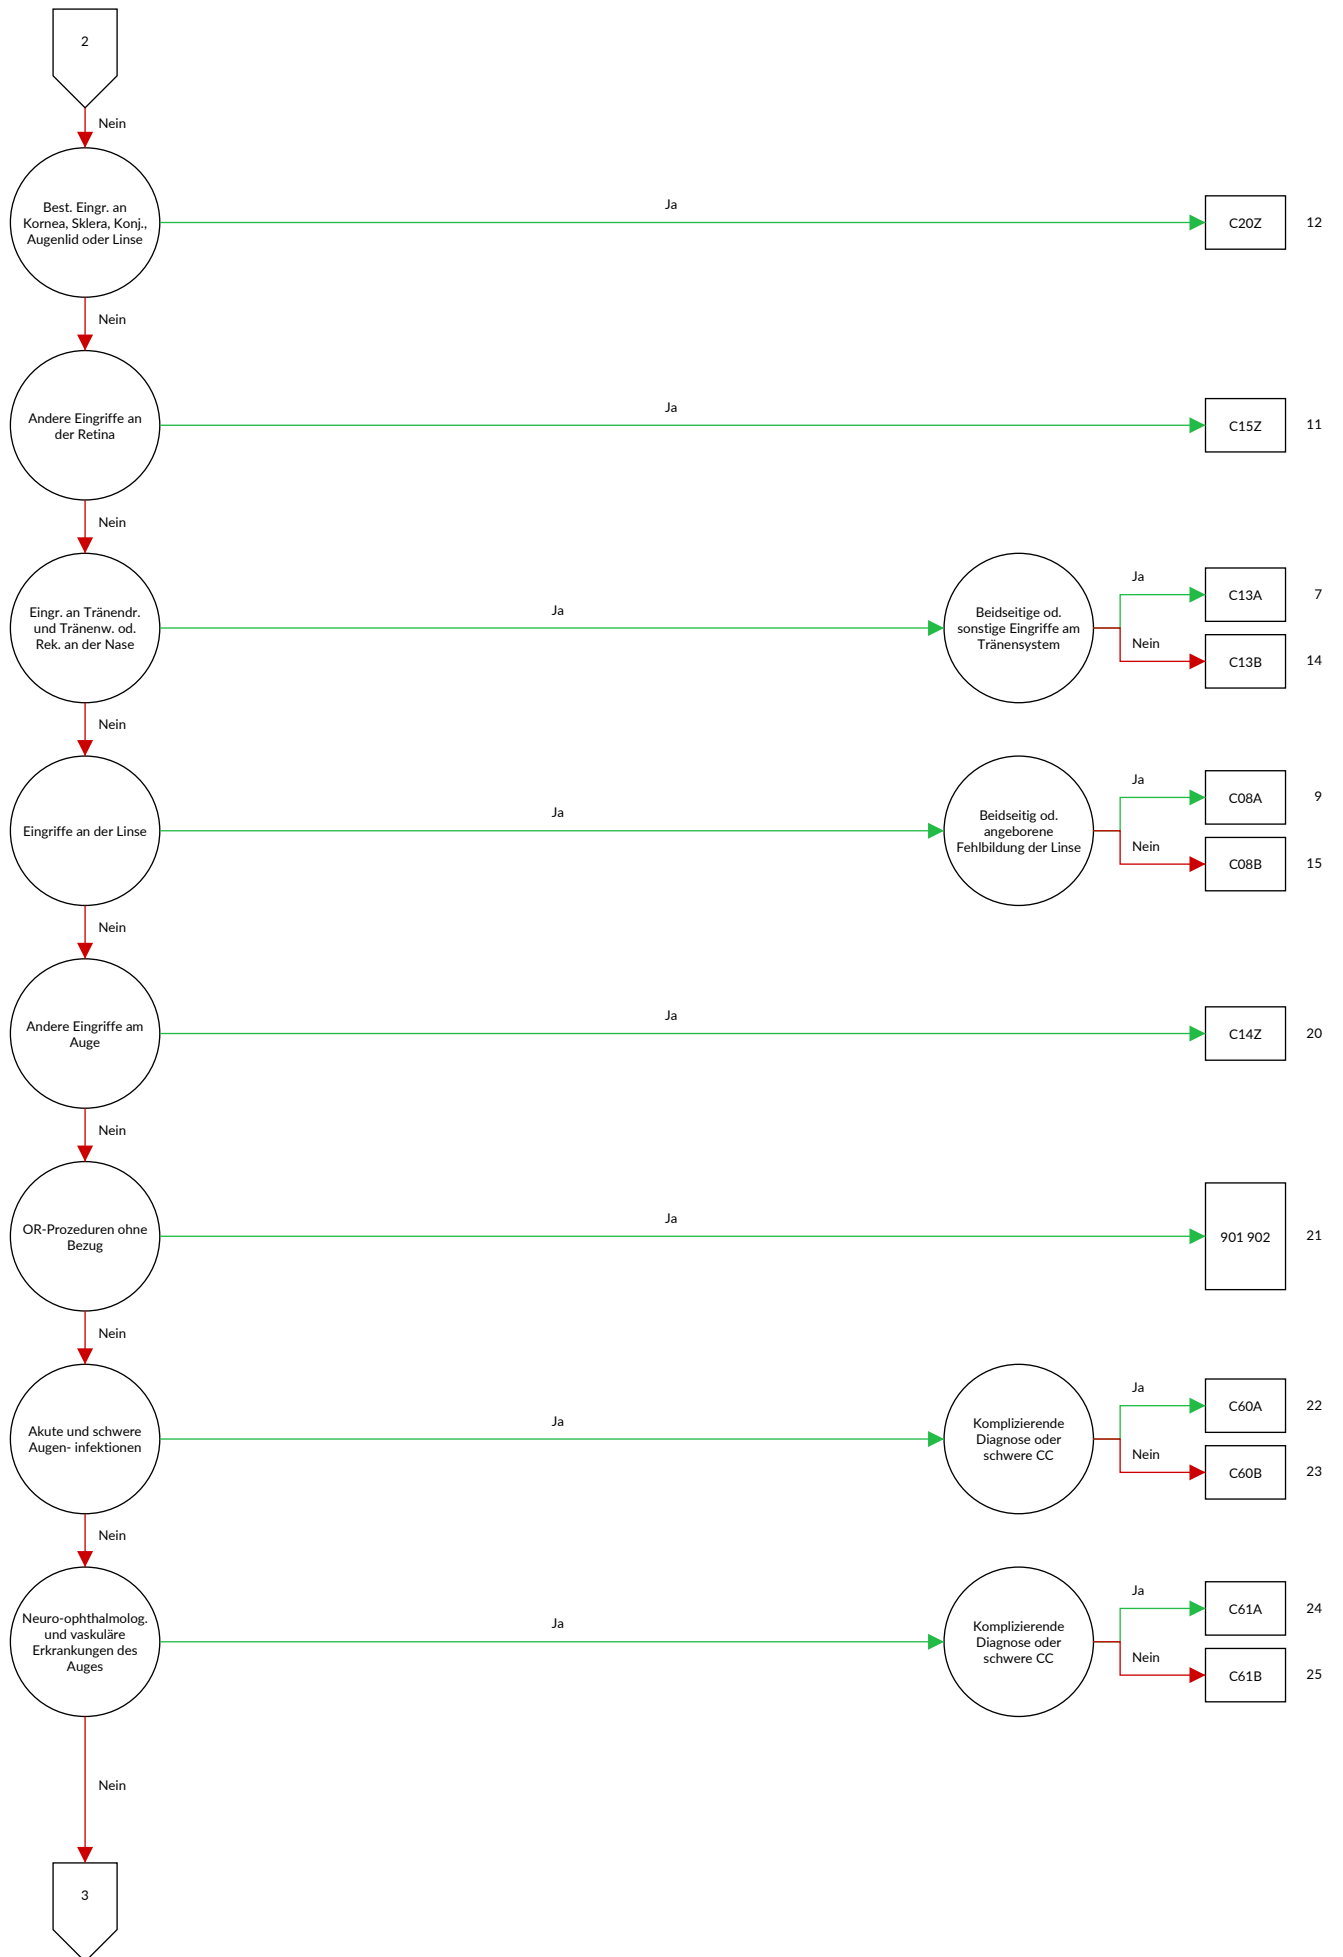 2
Nein
Best. Eingr. an
Kornea, Sklera, Konj.,
Augenlid oder Linse
Ja
C20Z
12
Nein
Andere Eingriffe an
der Retina
Ja
C15Z
11
Nein
Eingr. an Tränendr.
und Tränenw. od.
Rek. an der Nase
Ja
Beidseitige od.
sonstige Eingriffe am
Tränensystem
Ja
C13A
7
Nein
C13B
14
Nein
Eingriffe an der Linse
Ja
Beidseitig od.
angeborene
Fehlbildung der Linse
Ja
C08A
9
Nein
C08B
15
Nein
Andere Eingriffe am
Auge
Ja
C14Z
20
Nein
OR-Prozeduren ohne
Bezug
Ja
901 902
21
Nein
Akute und schwere
Augen- infektionen
Ja
Komplizierende
Diagnose oder
schwere CC
Ja
C60A
22
Nein
C60B
23
Nein
Neuro-ophthalmolog.
und vaskuläre
Erkrankungen des
Auges
Ja
Komplizierende
Diagnose oder
schwere CC
Ja
C61A
24
Nein
C61B
25
Nein
3